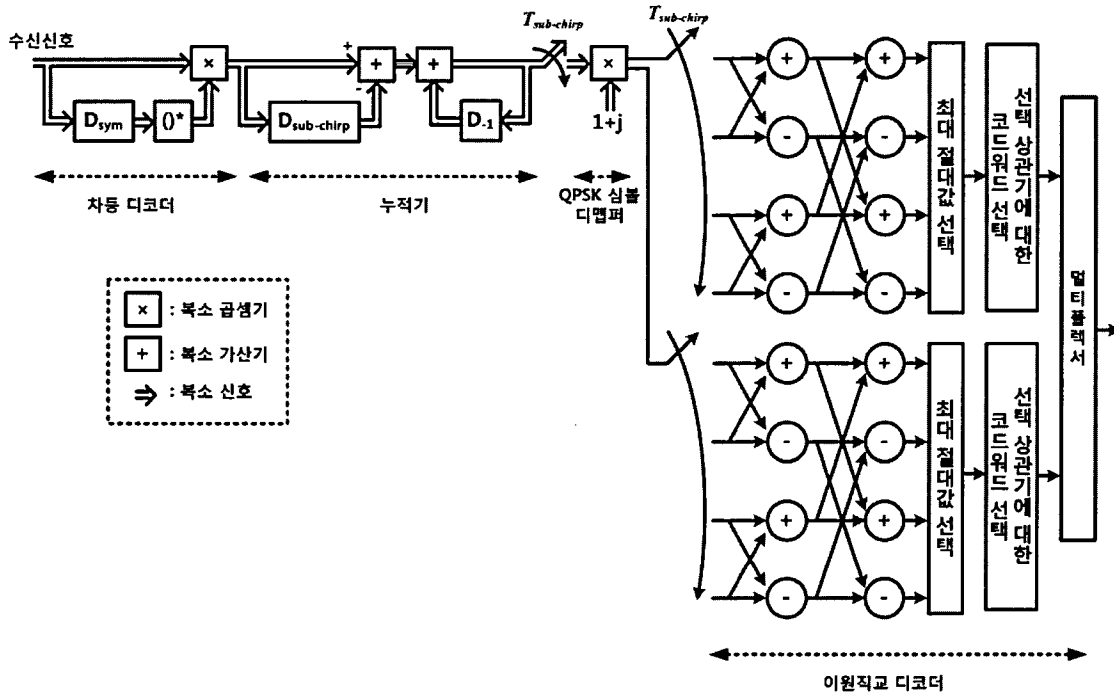 수신신호
×
D_sym
()*
+
-
+
+
D_sub-chirp
D_-1
T_sub-chirp
×
1+j
T_sub-chirp
차등 디코더
누적기
QPSK 심볼
디맵퍼
× : 복소 곱셈기
+ : 복소 가산기
⇒ : 복소 신호
+
-
+
-
+
-
+
-
최대 절대값 선택
선택 상관기에 대한
코드워드 선택
+
-
+
-
+
-
+
-
최대 절대값 선택
선택 상관기에 대한
코드워드 선택
멀티플렉서
이원직교 디코더